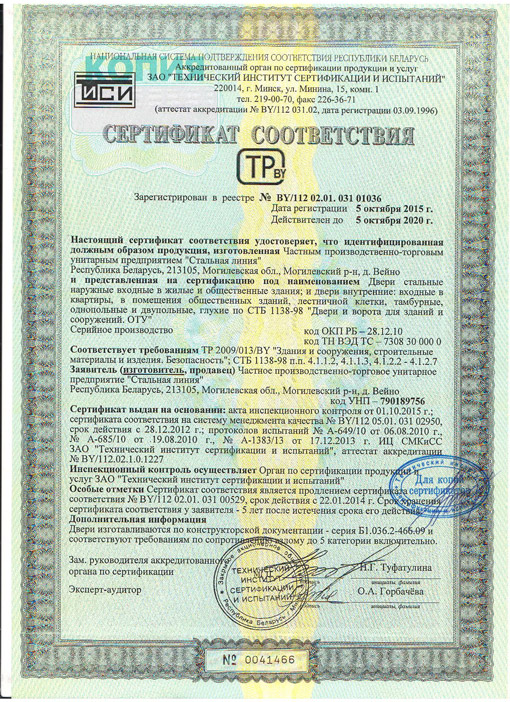 НАЦИОНАЛЬНАЯ СИСТЕМА ПОДТВЕРЖДЕНИЯ СООТВЕТСТВИЯ РЕСПУБЛИКИ БЕЛАРУСЬ
КОПИЯ
Аккредитованный орган по сертификации продукции и услуг
ЗАО "ТЕХНИЧЕСКИЙ ИНСТИТУТ СЕРТИФИКАЦИИ И ИСПЫТАНИЙ"
ТИСИ
220014, г. Минск, ул. Минина, 15, комн. 1
тел. 219-00-70, факс 226-36-71
(аттестат аккредитации № BY/112 031.02, дата регистрации 03.09.1996)
СЕРТИФИКАТ СООТВЕТСТВИЯ
ТР BY
Зарегистрирован в реестре № BY/112 02.01. 031 01036
Дата регистрации 5 октября 2015 г.
Действителен до 5 октября 2020 г.
Настоящий сертификат соответствия удостоверяет, что идентифицированная
должным образом продукция, изготовленная Частным производственно-торговым
унитарным предприятием "Стальная линия"
Республика Беларусь, 213105, Могилевская обл., Могилевский р-н, д. Вейно
и представленная на сертификацию под наименованием Двери стальные
наружные входные в жилые и общественные здания; и двери внутренние: входные в
квартиры, в помещения общественных зданий, лестничной клетки, тамбурные,
однопольные и двупольные, глухие по СТБ 1138-98 "Двери и ворота для зданий и
сооружений. ОТУ"
Серийное производство
код ОКП РБ – 28.12.10
код ТН ВЭД ТС – 7308 30 000 0
Соответствует требованиям ТР 2009/013/BY "Здания и сооружения, строительные
материалы и изделия. Безопасность"; СТБ 1138-98 п.п. 4.1.1.2, 4.1.1.3, 4.1.2.2 - 4.1.2.7
Заявитель (изготовитель, продавец) Частное производственно-торговое унитарное
предприятие "Стальная линия"
Республика Беларусь, 213105, Могилевская обл., Могилевский р-н, д. Вейно
код УНП – 790189756
Сертификат выдан на основании: акта инспекционного контроля от 01.10.2015 г.;
сертификата соответствия на систему менеджмента качества № BY/112 05.01. 031 02950,
срок действия с 28.12.2012 г.; протоколов испытаний № А-649/10 от 06.08.2010 г.,
№ А-685/10 от 19.08.2010 г., № А-1383/13 от 17.12.2013 г. ИЦ СМКиСС
ЗАО "Технический институт сертификации и испытаний", аттестат аккредитации
№ BY/112.02.1.0.1227
Инспекционный контроль осуществляет Орган по сертификации продукции и
услуг ЗАО "Технический институт сертификации и испытаний"
Особые отметки Сертификат соответствия является продлением сертификата
соответствия № BY/112 02.01. 031 00529, срок действия с 22.01.2014 г. Срок хранения
сертификата соответствия у заявителя - 5 лет после истечения срока его действия
Для копий сертификатов
Дополнительная информация
Двери изготавливаются по конструкторской документации - серия Б1.036.2-466.09 и
соответствуют требованиям по сопротивлению взлому до 5 категории включительно.
Зам. руководителя аккредитованного
органа по сертификации
Н.Г. Туфатулина
инициалы, фамилия
Эксперт-аудитор
О.А. Горбачёва
инициалы, фамилия
ТЕХНИЧЕСКИЙ
ИНСТИТУТ
СЕРТИФИКАЦИИ
И ИСПЫТАНИЙ
№ 0041466